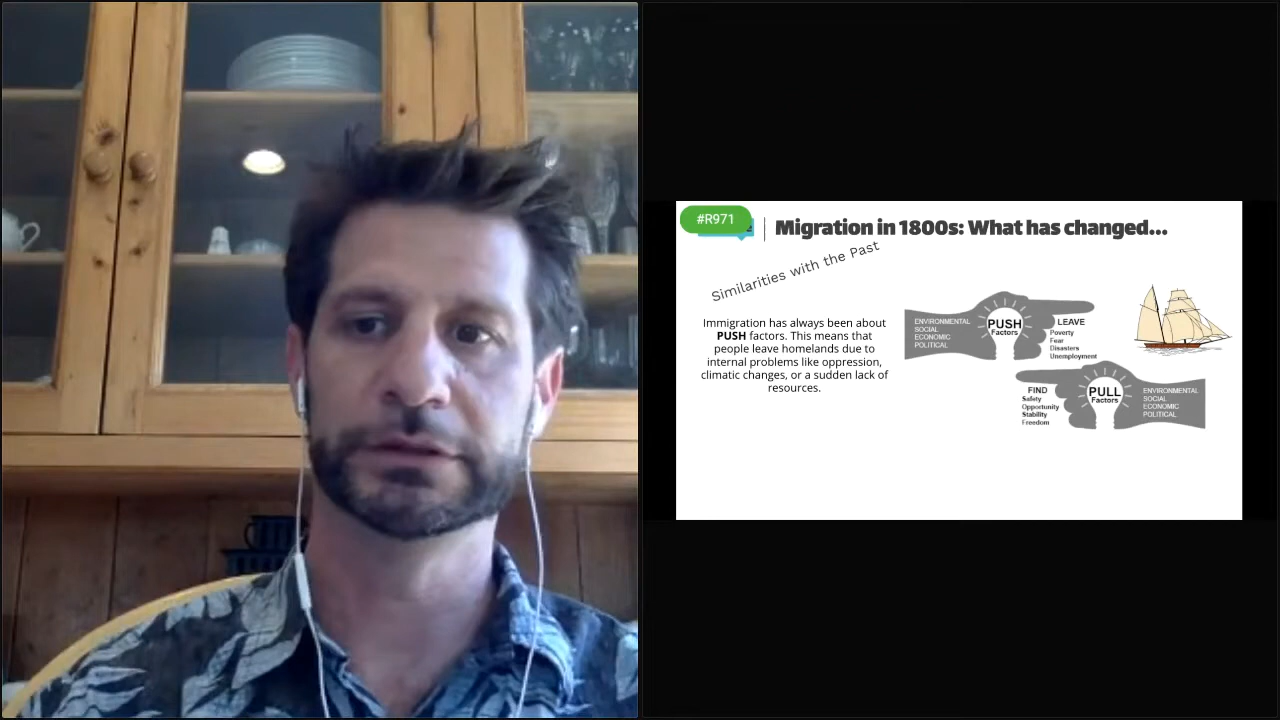 #R971
Migration in 1800s: What has changed...
Similarities with the Past
Immigration has always been about
PUSH factors. This means that
people leave homelands due to
internal problems like oppression,
climatic changes, or a sudden lack of
resources.
ENVIRONMENTAL
SOCIAL
ECONOMIC
POLITICAL
PUSH
Factors
LEAVE
Poverty
Fear
Disasters
Unemployment
FIND
Safety
Opportunity
Stability
Freedom
PULL
Factors
ENVIRONMENTAL
SOCIAL
ECONOMIC
POLITICAL